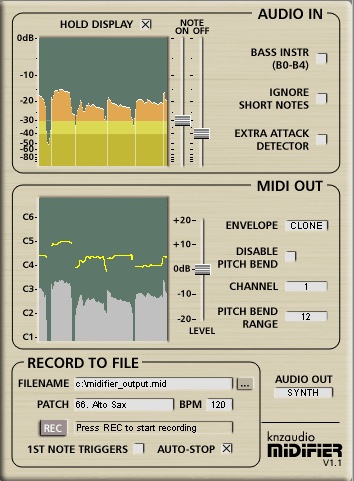 AUDIO IN
HOLD DISPLAY
NOTE
ON OFF
0dB
-10
-20
-30
-40
-50
-60
-80
BASS INSTR
(B0-B4)
IGNORE
SHORT NOTES
EXTRA ATTACK
DETECTOR
MIDI OUT
C6
C5
C4
C3
C2
C1
+20
+10
0dB
-10
-20
LEVEL
ENVELOPE CLONE
DISABLE
PITCH BEND
CHANNEL 1
PITCH BEND
RANGE 12
RECORD TO FILE
FILENAME c:\midifier_output.mid ...
PATCH 66. Alto Sax BPM 120
REC Press REC to start recording
1ST NOTE TRIGGERS AUTO-STOP
AUDIO OUT
SYNTH
knzaudio
MIDIFIER
V1.1